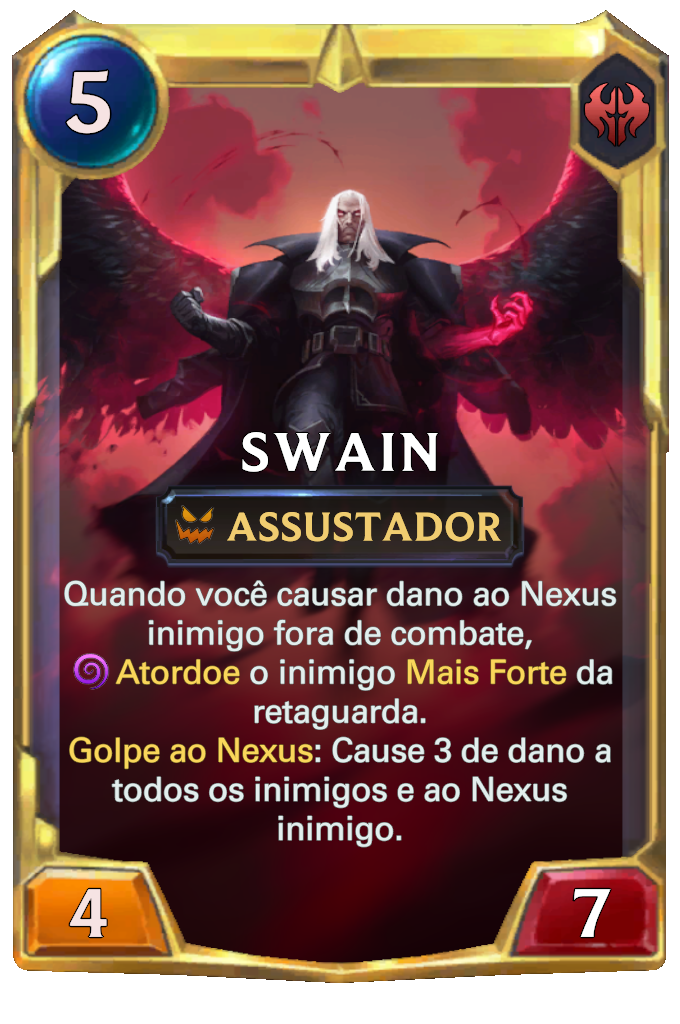 5
SWAIN
ASSUSTADOR
Quando você causar dano ao Nexus
inimigo fora de combate,
Atordoe o inimigo Mais Forte da
retaguarda.
Golpe ao Nexus: Cause 3 de dano a
todos os inimigos e ao Nexus
inimigo.
4
7